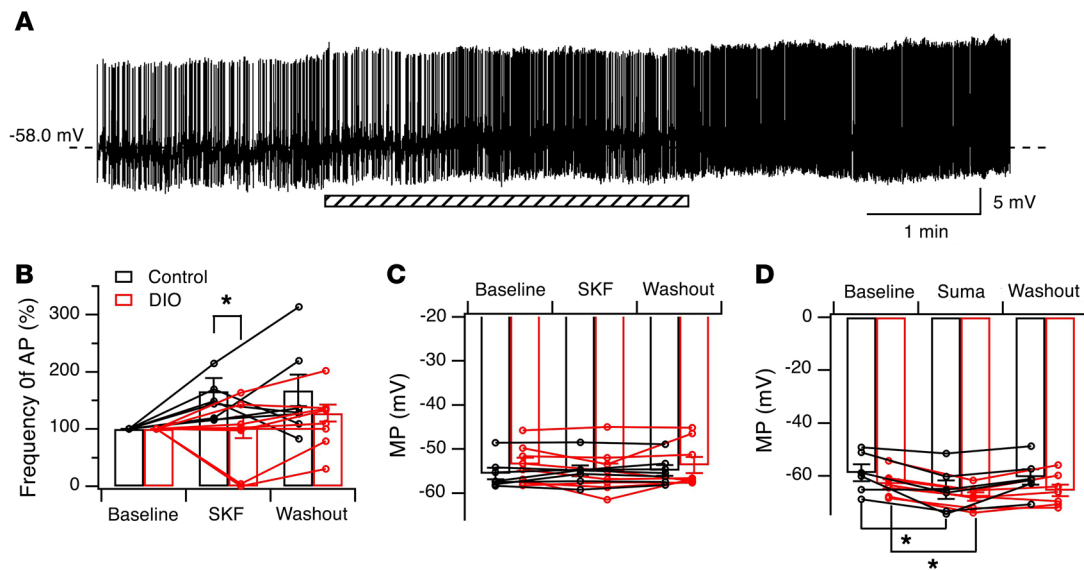 A
-58.0 mV
5 mV
1 min
B
Control
DIO
*
Frequency 0f AP (%)
300
200
100
0
Baseline
SKF
Washout
C
Baseline
SKF
Washout
MP (mV)
-20
-30
-40
-50
-60
D
Baseline
Suma
Washout
MP (mV)
0
-20
-40
-60
*
*